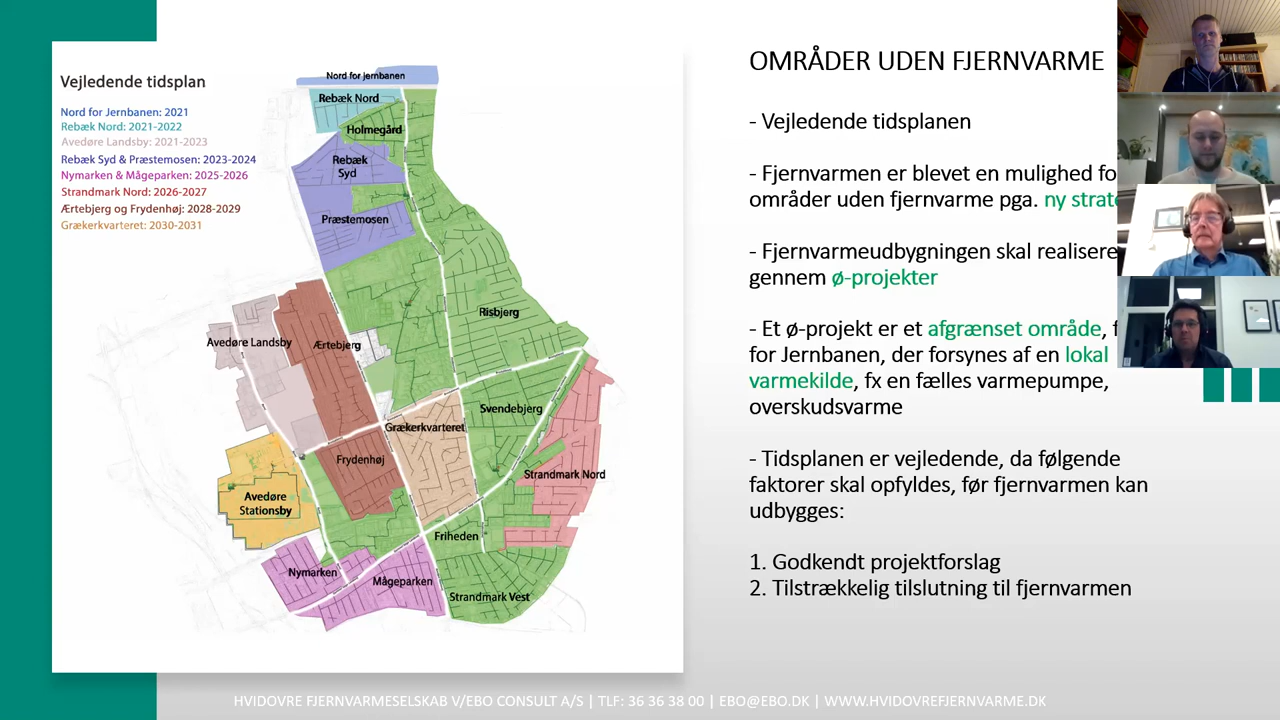 Vejledende tidsplan
Nord for Jernbanen: 2021
Rebæk Nord: 2021-2022
Avedøre Landsby: 2021-2023
Rebæk Syd & Præstemosen: 2023-2024
Nymarken & Mågeparken: 2025-2026
Strandmark Nord: 2026-2027
Ærtebjerg og Frydenhøj: 2028-2029
Grækerkvarteret: 2030-2031
Nord for jernbanen
Rebæk Nord
Holmegård
Rebæk
Syd
Præstemosen
Risbjerg
Avedøre Landsby
Ærtebjerg
Svendebjerg
Grækerkvarteret
Frydenhøj
Strandmark Nord
Avedøre
Stationsby
Friheden
Nymarken
Mågeparken
Strandmark Vest
OMRÅDER UDEN FJERNVARME
- Vejledende tidsplanen
- Fjernvarmen er blevet en mulighed
områder uden fjernvarme pga. ny
- Fjernvarmeudbygningen skal
gennem ø-projekter
- Et ø-projekt er et afgrænset område,
for Jernbanen, der forsynes af en lokal
varmekilde, fx en fælles varmepumpe,
overskudsvarme
- Tidsplanen er vejledende, da følgende
faktorer skal opfyldes, før fjernvarmen kan
udbygges:
1. Godkendt projektforslag
2. Tilstrækkelig tilslutning til fjernvarmen
HVIDOVRE FJERNVARMESELSKAB V/EBO CONSULT A/S | TLF: 36 36 38 00 | EBO@EBO.DK | WWW.HVIDOVREFJERNVARME.DK